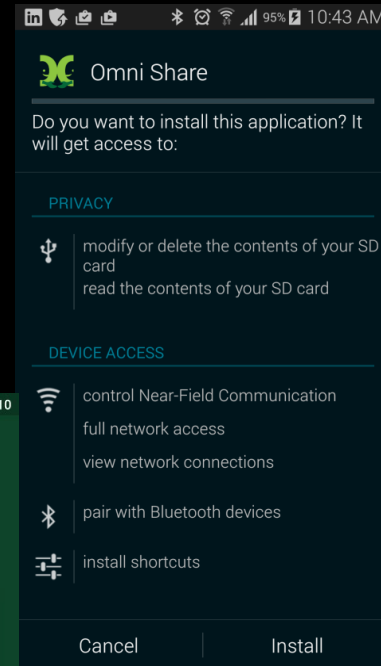 95% 10:43 AM
Omni Share
Do you want to install this application? It
will get access to:
PRIVACY
modify or delete the contents of your SD
card
read the contents of your SD card
DEVICE ACCESS
10
control Near-Field Communication
full network access
view network connections
pair with Bluetooth devices
install shortcuts
Cancel Install